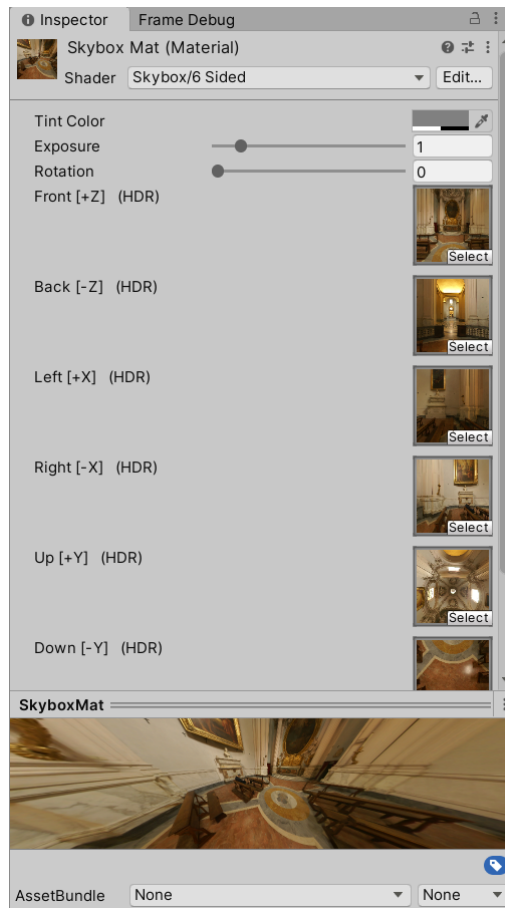 Inspector Frame Debug
Skybox Mat (Material)
Shader Skybox/6 Sided Edit...
Tint Color
Exposure 1
Rotation 0
Front [+Z] (HDR)
Select
Back [-Z] (HDR)
Select
Left [+X] (HDR)
Select
Right [-X] (HDR)
Select
Up [+Y] (HDR)
Select
Down [-Y] (HDR)
SkyboxMat
AssetBundle None None